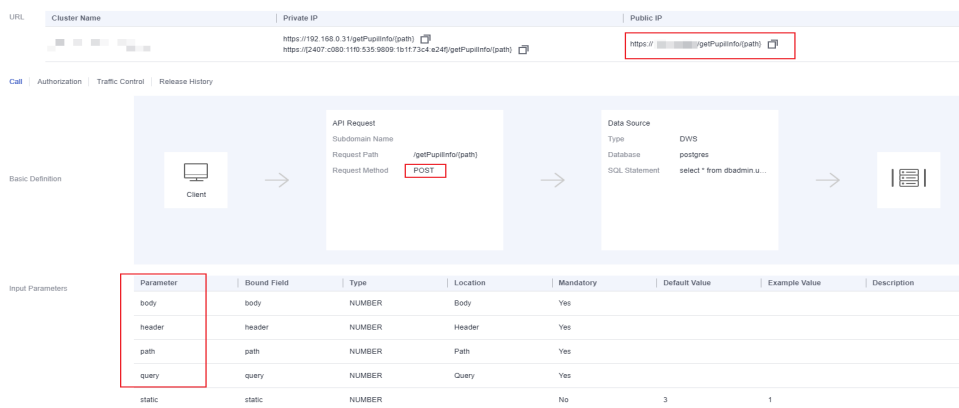 URL Cluster Name Private IP Public IP
https://192.168.0.31/getPupilInfo/{path} https:// /getPupilInfo/{path}
https://[2407:c080:11f0:535:9809:1b1f:73c4:e24f]/getPupilInfo/{path}
Call Authorization Traffic Control Release History
API Request Data Source
Subdomain Name Type DWS
Request Path /getPupilInfo/{path} Database postgres
Request Method POST SQL Statement select * from dbadmin.u...
Basic Definition
Client
Input Parameters Parameter Bound Field Type Location Mandatory Default Value Example Value Description
body body NUMBER Body Yes
header header NUMBER Header Yes
path path NUMBER Path Yes
query query NUMBER Query Yes
static static NUMBER No 3 1